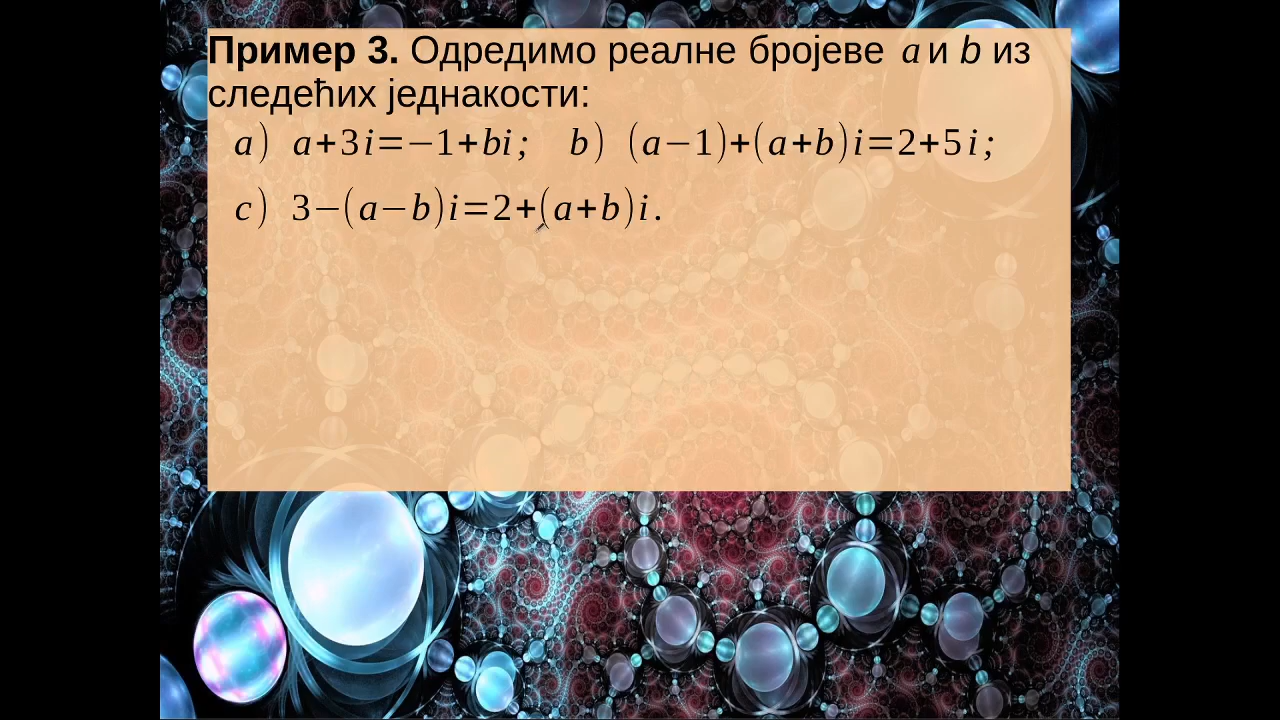 Пример 3. Одредимо реалне бројеве a и b из
следећих једнакости:
a) a+3i=−1+bi; b) (a−1)+(a+b)i=2+5i;
c) 3−(a−b)i=2+(a+b)i.